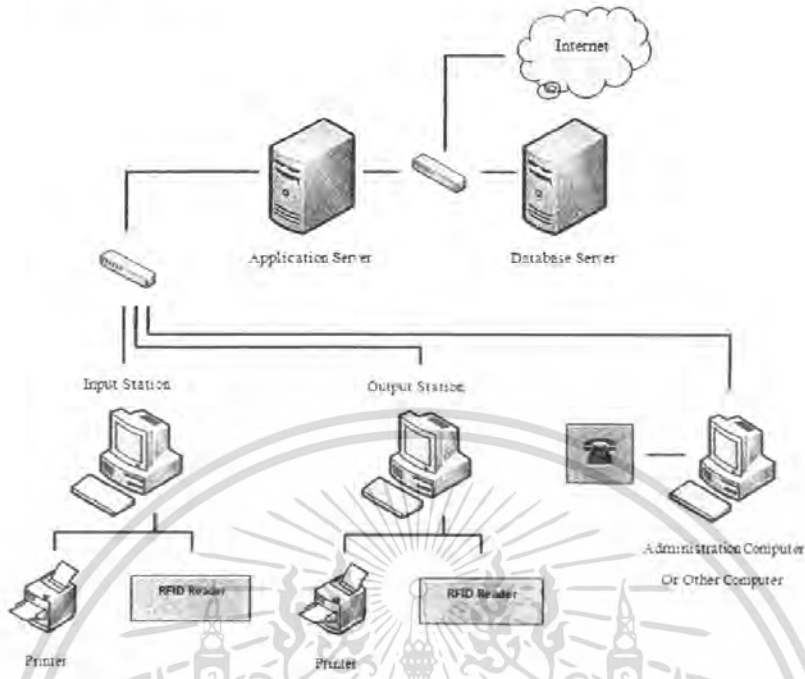 Internet
Application Server
Database Server
Input Station
Output Station
Administration Computer
Or Other Computer
RFID Reader
RFID Reader
Printer
Printer